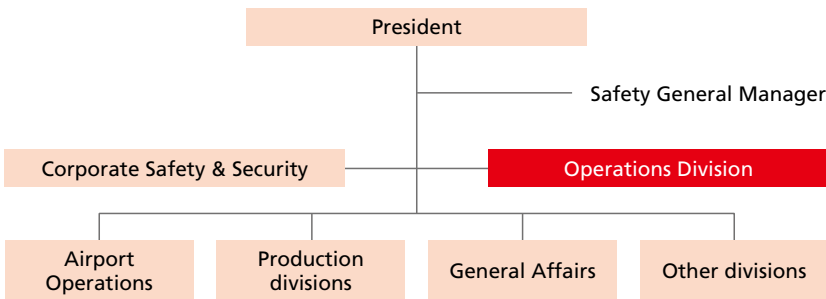 President
Safety General Manager
Corporate Safety & Security
Operations Division
Airport
Operations
Production
divisions
General Affairs
Other divisions